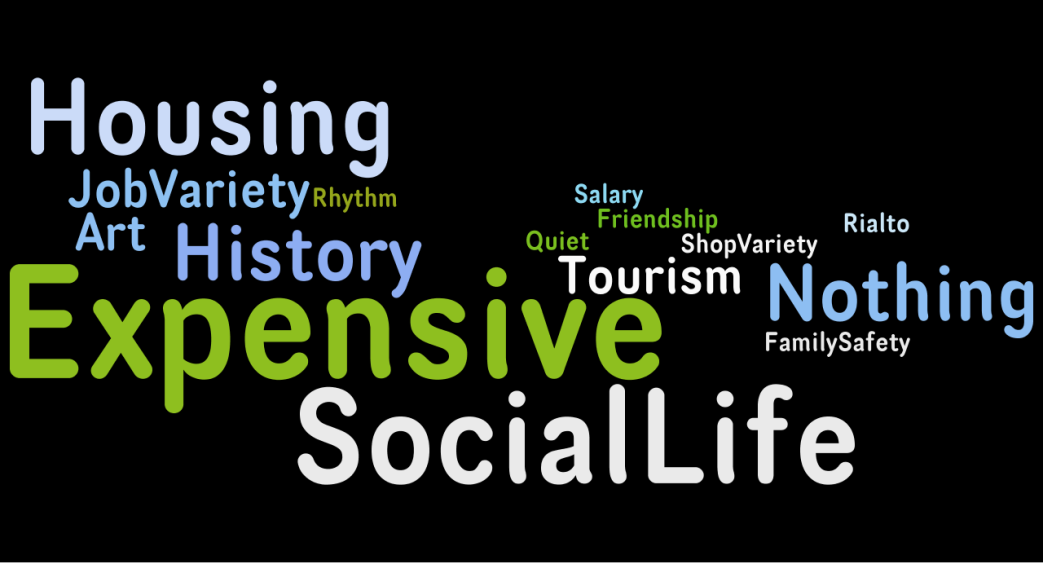 Housing
JobVariety
Rhythm
Art
History
Expensive
SocialLife
Salary
Friendship
Quiet
ShopVariety
Tourism
Rialto
Nothing
FamilySafety